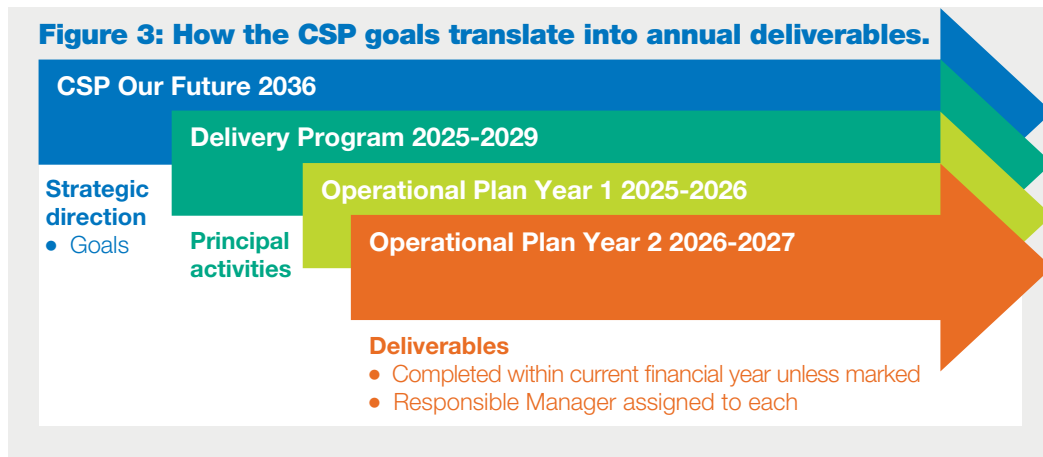 Figure 3: How the CSP goals translate into annual deliverables.
CSP Our Future 2036
Delivery Program 2025-2029
Operational Plan Year 1 2025-2026
Operational Plan Year 2 2026-2027
Strategic
direction
• Goals
Principal
activities
Deliverables
• Completed within current financial year unless marked
• Responsible Manager assigned to each